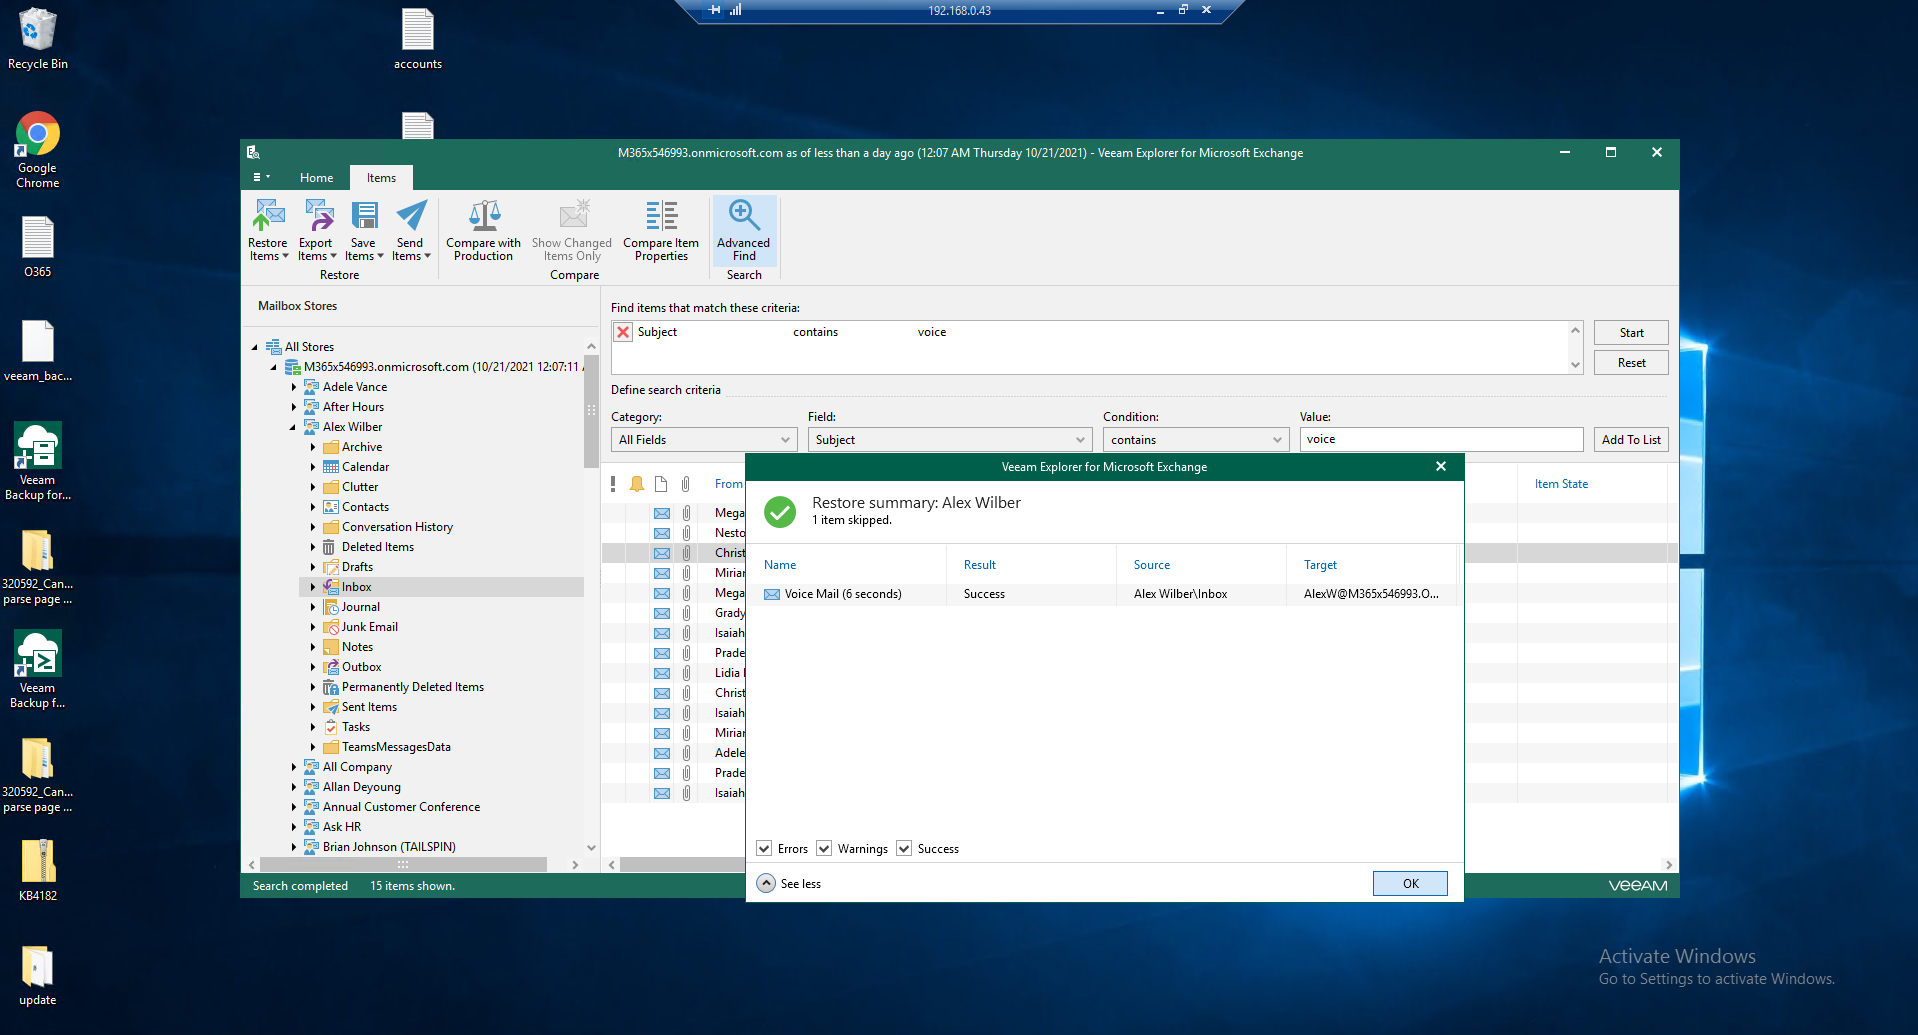 192.168.0.43
Recycle Bin
accounts
Google
Chrome
O365
veeam_bac...
Veeam
Backup for...
320592_Can...
parse page ...
Veeam
Backup f...
320592_Can...
parse page ...
KB4182
update
M365x546993.onmicrosoft.com as of less than a day ago (12:07 AM Thursday 10/21/2021) - Veeam Explorer for Microsoft Exchange
Home
Items
Restore
Items
Export
Items
Save
Items
Send
Items
Restore
Compare with
Production
Show Changed
Items Only
Compare Item
Properties
Compare
Advanced
Find
Search
Mailbox Stores
All Stores
M365x546993.onmicrosoft.com (10/21/2021 12:07:11
Adele Vance
After Hours
Alex Wilber
Archive
Calendar
Clutter
Contacts
Conversation History
Deleted Items
Drafts
Inbox
Journal
Junk Email
Notes
Outbox
Permanently Deleted Items
Sent Items
Tasks
TeamsMessagesData
All Company
Allan Deyoung
Annual Customer Conference
Ask HR
Brian Johnson (TAILSPIN)
Find items that match these criteria:
Subject contains voice
Start
Reset
Define search criteria
Category: Field: Condition: Value:
All Fields Subject contains voice Add To List
From Item State
Mega
Nesto
Christ
Mirian
Mega
Grady
Isaiah
Prade
Lidia
Christ
Isaiah
Mirian
Adele
Prade
Isaiah
Veeam Explorer for Microsoft Exchange
Restore summary: Alex Wilber
1 item skipped.
Name Result Source Target
Voice Mail (6 seconds) Success Alex Wilber\Inbox AlexW@M365x546993.O...
Errors Warnings Success
See less
OK
Search completed 15 items shown.
VEEAM
Activate Windows
Go to Settings to activate Windows.